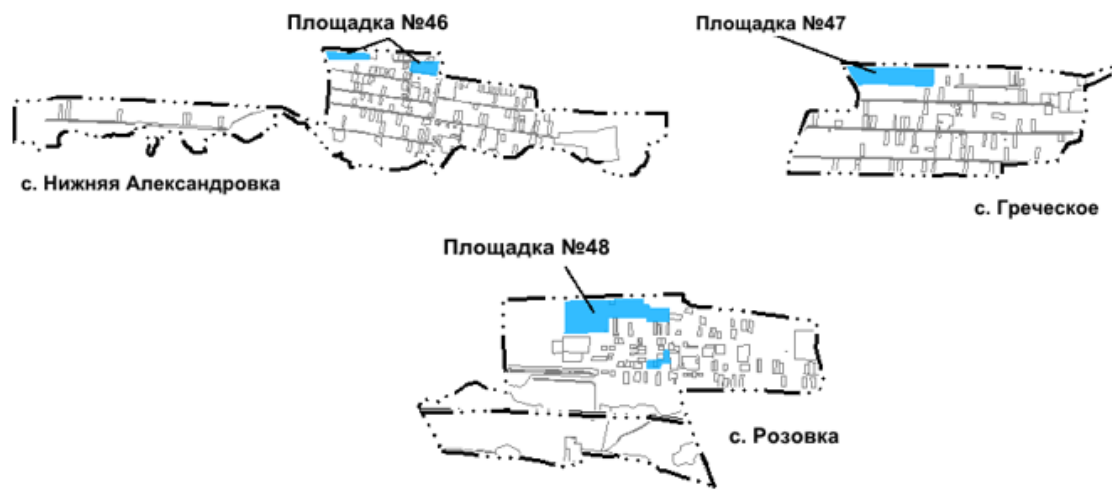 Площадка №46
Площадка №47
с. Нижняя Александровка
с. Греческое
Площадка №48
с. Розовка